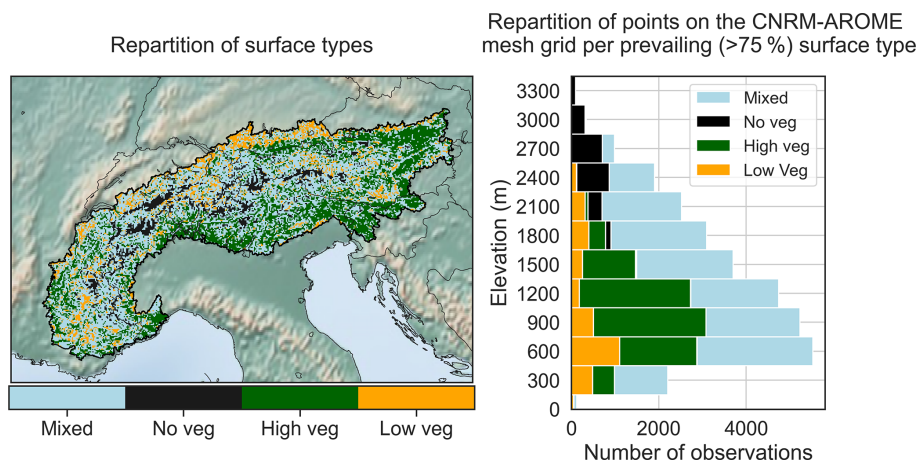 Repartition of surface types
Mixed
No veg
High veg
Low veg
Repartition of points on the CNRM-AROME
mesh grid per prevailing (>75 %) surface type
Elevation (m)
3300
3000
2700
2400
2100
1800
1500
1200
900
600
300
0
Mixed
No veg
High veg
Low Veg
0
2000
4000
Number of observations